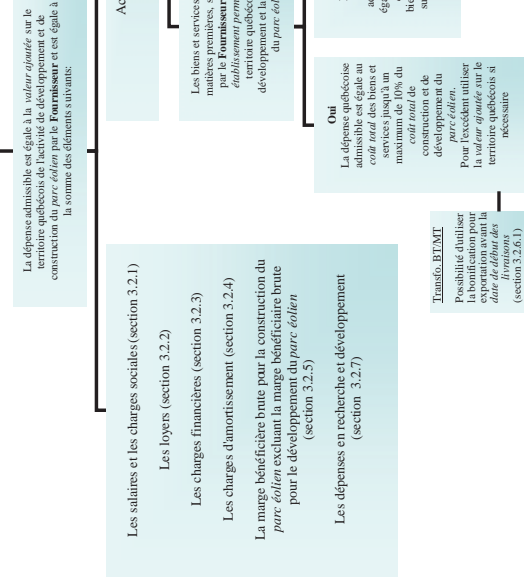 La dépense admissible est égale à la valeur ajoutée sur le
territoire québécois de l'activité de développement et de
construction du parc éolien par le Fournisseur et est égale à
la somme des éléments suivants:
Les salaires et les charges sociales (section 3.2.1)
Les loyers (section 3.2.2)
Les charges financières (section 3.2.3)
Les charges d'amortissement (section 3.2.4)
La marge bénéficière brute pour la construction du
parc éolien excluant la marge bénéficiaire brute
pour le développement du parc éolien
(section 3.2.5)
Les dépenses en recherche et développement
(section 3.2.7)
Les biens et services
matières premières, s
par le Fournisseur
établissement perm
territoire québéco
développement et la
du parc éol
Oui
La dépense québécoise
admissible est égale au
coût total des biens et
services jusqu'à un
maximum de 10% du
coût total de
construction et de
développement du
parc éolien.
Pour l'excédent utiliser
la valeur ajoutée sur le
territoire québécois si
nécessaire
Transfo. BT/MT
Possibilité d'utiliser
la bonification pour
exportation avant la
date de début des
livraisons
(section 3.2.6.1)